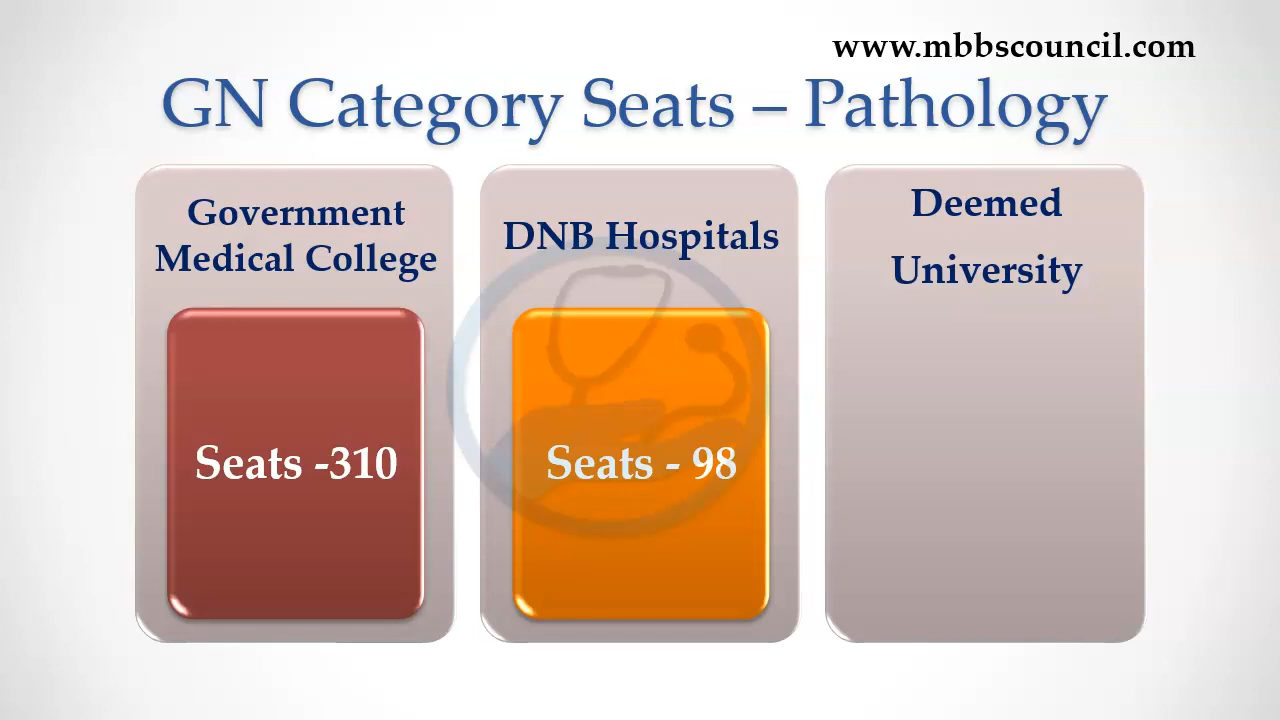 www.mbbscouncil.com
GN Category Seats – Pathology
Government
Medical College
Seats -310
DNB Hospitals
Seats - 98
Deemed
University